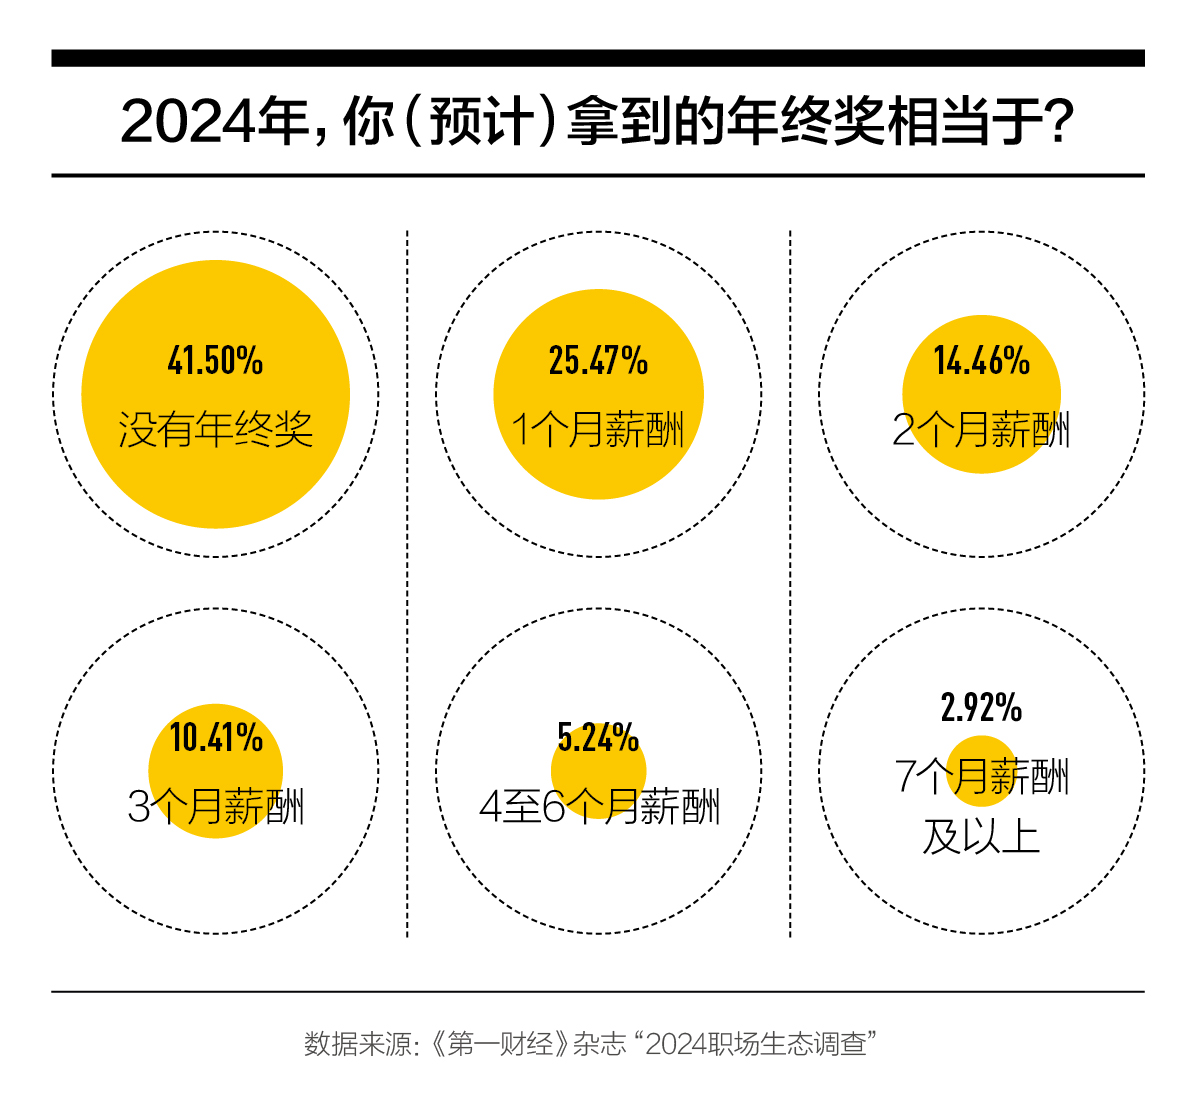 2024年，你（预计）拿到的年终奖相当于？
41.50%
没有年终奖
25.47%
1个月薪酬
14.46%
2个月薪酬
10.41%
3个月薪酬
5.24%
4至6个月薪酬
2.92%
7个月薪酬
及以上
数据来源：《第一财经》杂志“2024职场生态调查”